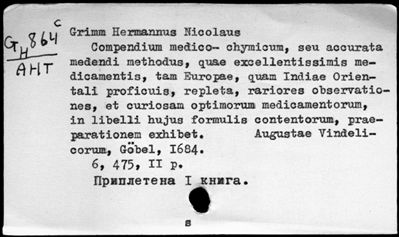 G H 864 c
АНТ
Grimm Hermannus Nicolaus
Compendium medico- chymicum, seu accurata
medendi methodus, quae excellentissimis me-
dicamentis, tam Europae, quam Indiae Orien-
tali proficuis, repleta, rariores observatio-
nes, et curiosam optimorum medicamentorum,
in libelli hujus formulis contentorum, prae-
parationem exhibet. Augustae Vindeli-
corum, Göbel, I684.
6, 475, II p.
Приплетена I книга.
s